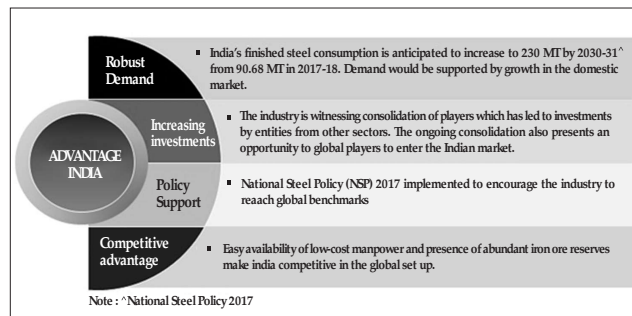 Robust
Demand
▪ India's finished steel consumption is anticipated to increase to 230 MT by 2030-31^
from 90.68 MT in 2017-18. Demand would be supported by growth in the domestic
market.
Increasing
investments
▪ The industry is witnessing consolidation of players which has led to investments
by entities from other sectors. The ongoing consolidation also presents an
opportunity to global players to enter the Indian market.
ADVANTAGE
INDIA
Policy
Support
▪ National Steel Policy (NSP) 2017 implemented to encourage the industry to
reaach global benchmarks
Competitive
advantage
▪ Easy availability of low-cost manpower and presence of abundant iron ore reserves
make india competitive in the global set up.
Note : ^National Steel Policy 2017